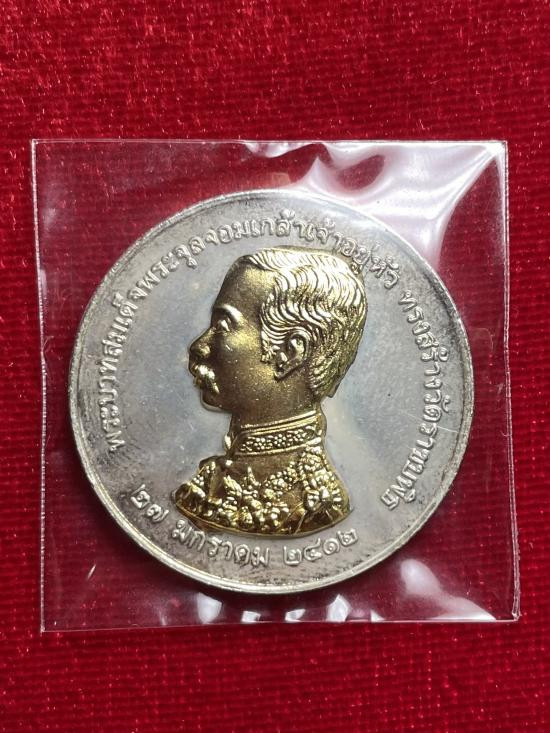 พระบาทสมเด็จพระจุลจอมเกล้าเจ้าอยู่หัว ทรงสร้างวัดราชบพิธ
๒๗ มกราคม ๒๔๑๒